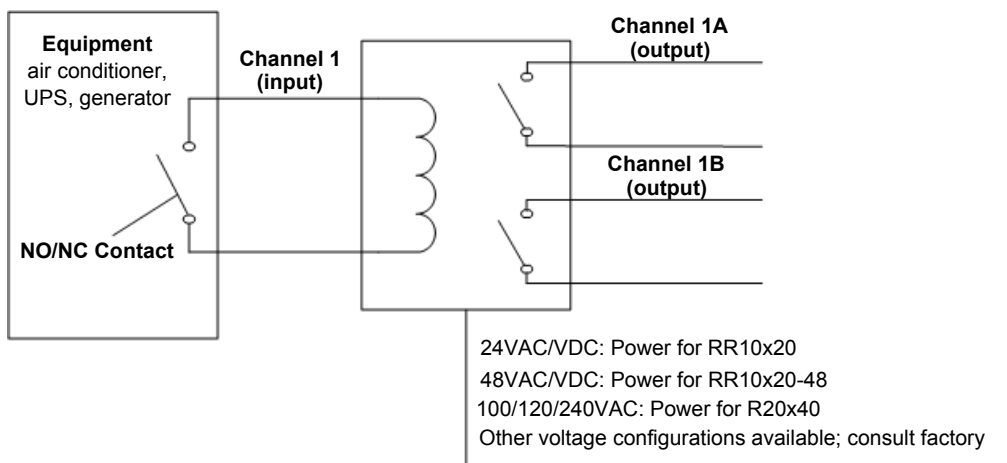 Equipment
air conditioner,
UPS, generator
NO/NC Contact
Channel 1
(input)
Channel 1A
(output)
Channel 1B
(output)
24VAC/VDC: Power for RR10x20
48VAC/VDC: Power for RR10x20-48
100/120/240VAC: Power for R20x40
Other voltage configurations available; consult factory